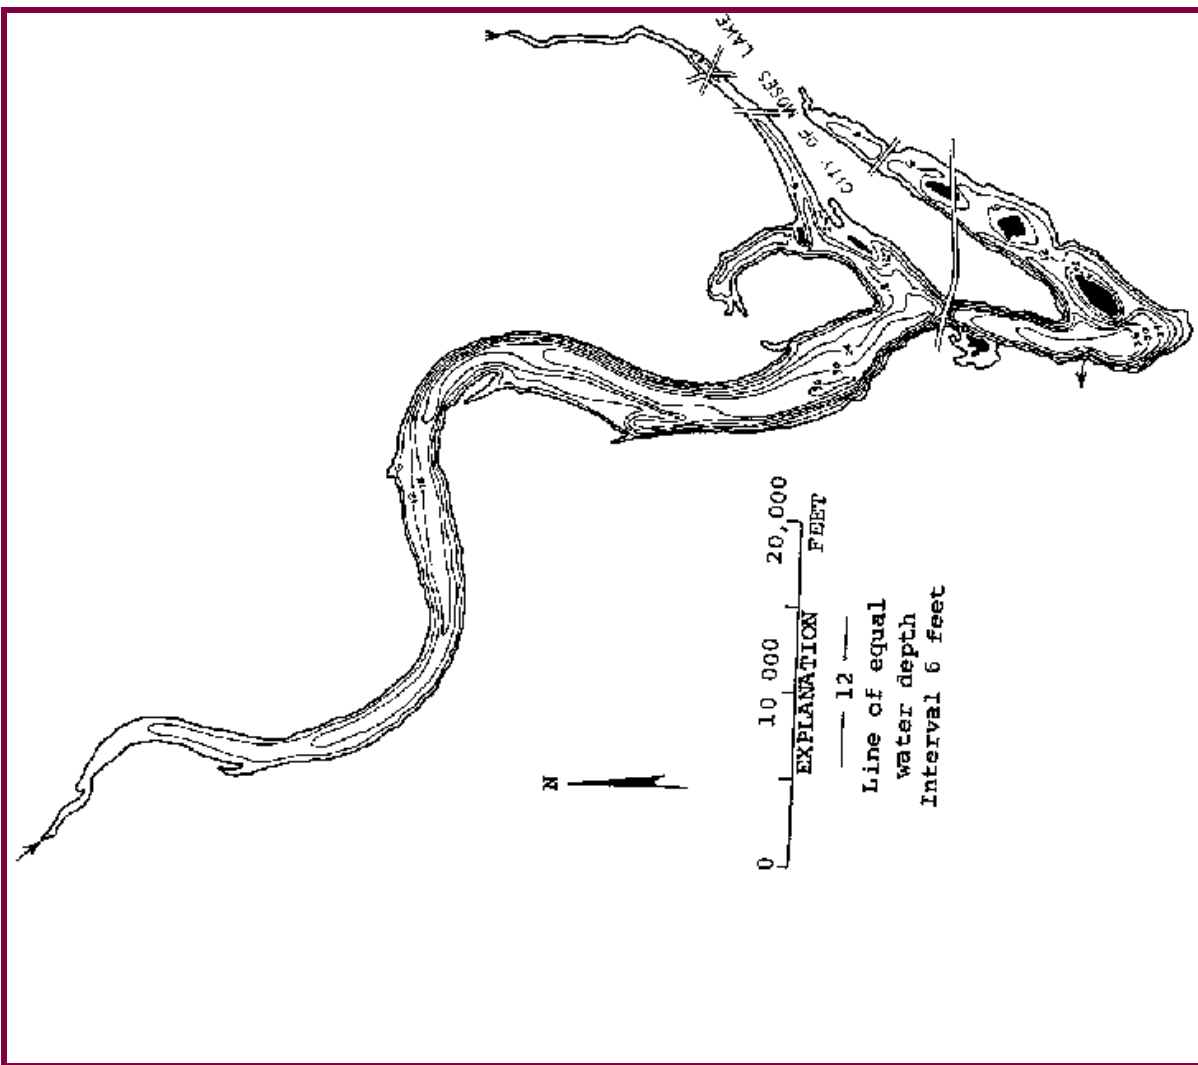 CITY OF MOSES LAKE
N
0 10 000 20,000
FEET
EXPLANATION
12
Line of equal
water depth
Interval 6 feet